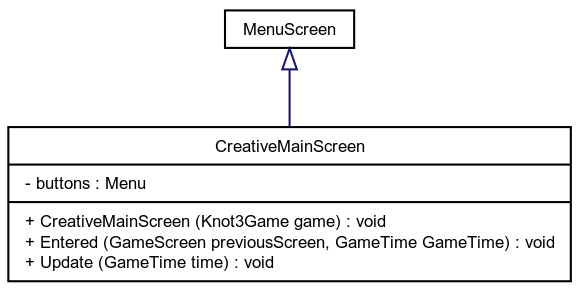 MenuScreen
CreativeMainScreen
- buttons : Menu
+ CreativeMainScreen (Knot3Game game) : void
+ Entered (GameScreen previousScreen, GameTime GameTime) : void
+ Update (GameTime time) : void